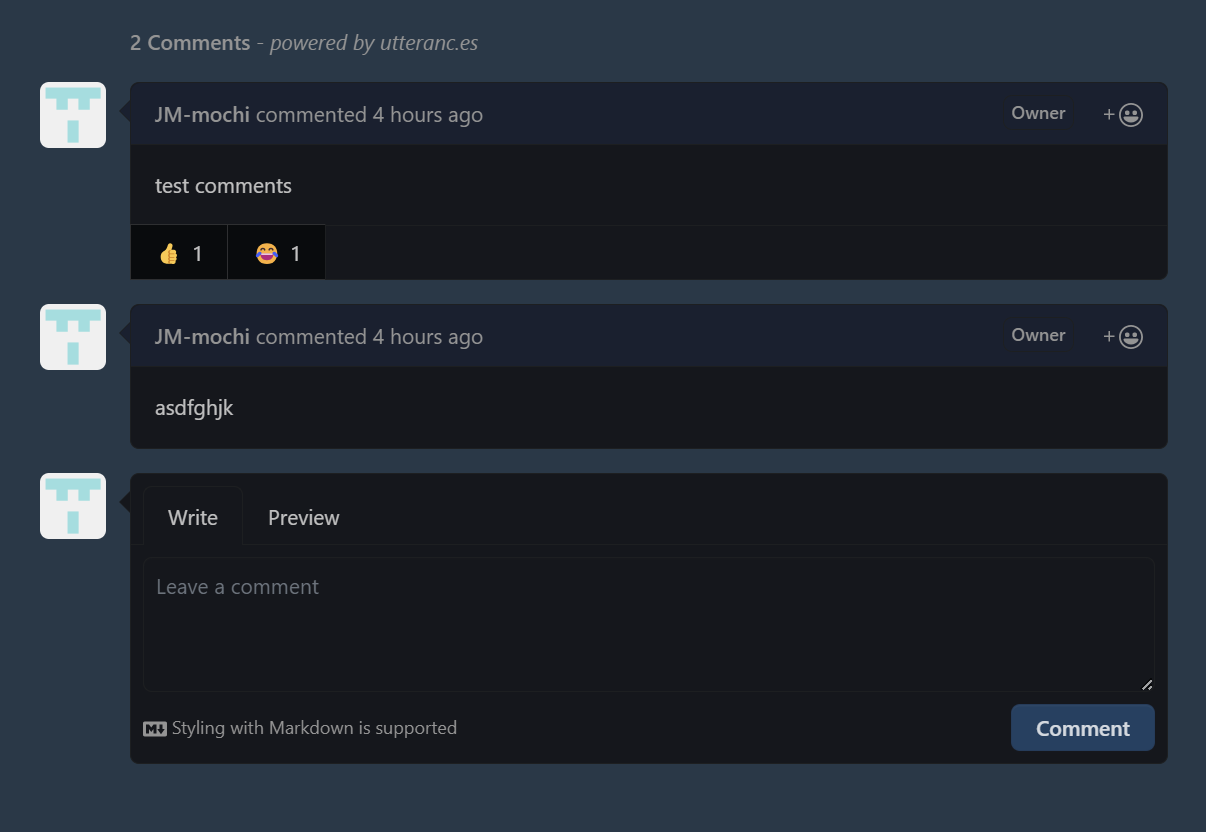 2 Comments - powered by utteranc.es
JM-mochi commented 4 hours ago Owner +
test comments
👍 1 😂 1
JM-mochi commented 4 hours ago Owner +
asdfghjk
Write Preview
Leave a comment
M↓ Styling with Markdown is supported Comment